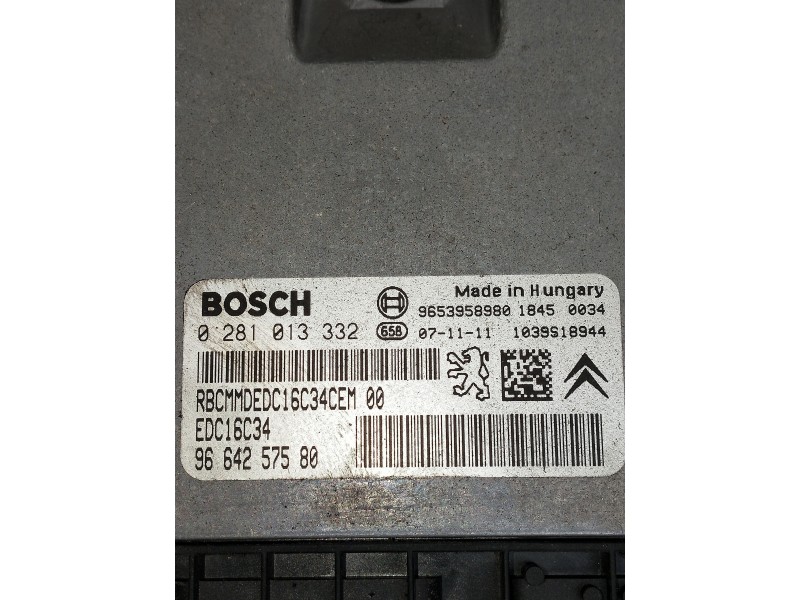 BOSCH
Made in Hungary
9653958980 1845 0034
0 281 013 332 658 07-11-11 1039S18944
RBCMMDEDC16C34CEM 00
EDC16C34
96 642 575 80